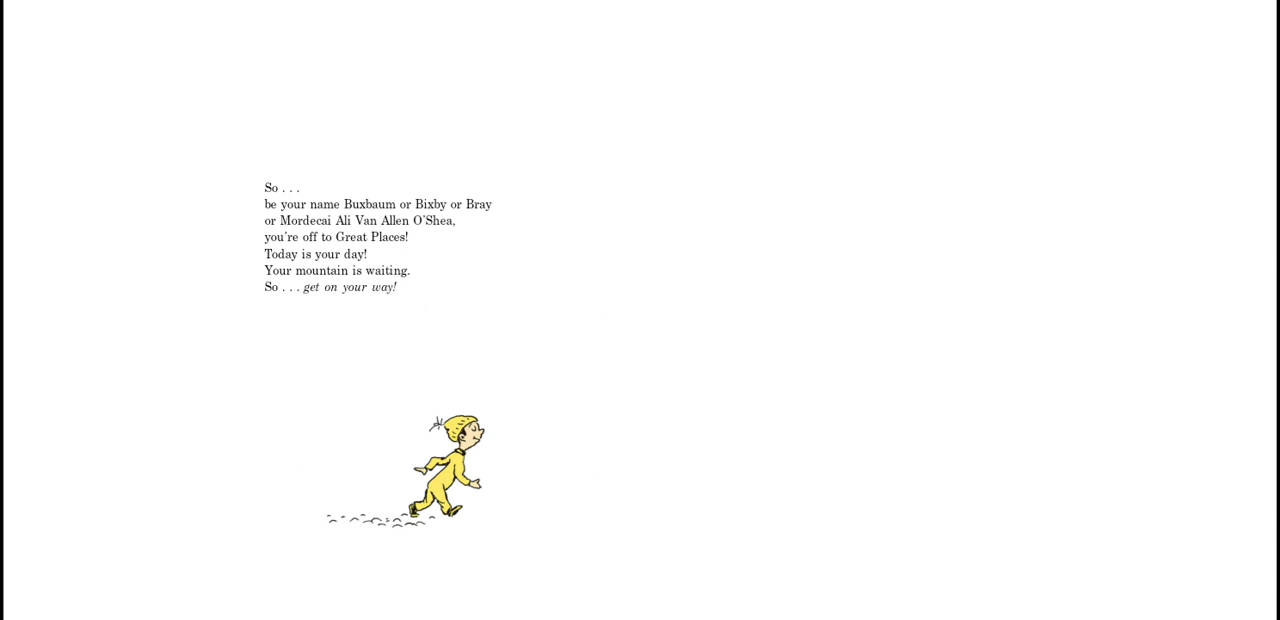 So . . .
be your name Buxbaum or Bixby or Bray
or Mordecai Ali Van Allen O'Shea,
you're off to Great Places!
Today is your day!
Your mountain is waiting.
So . . . get on your way!